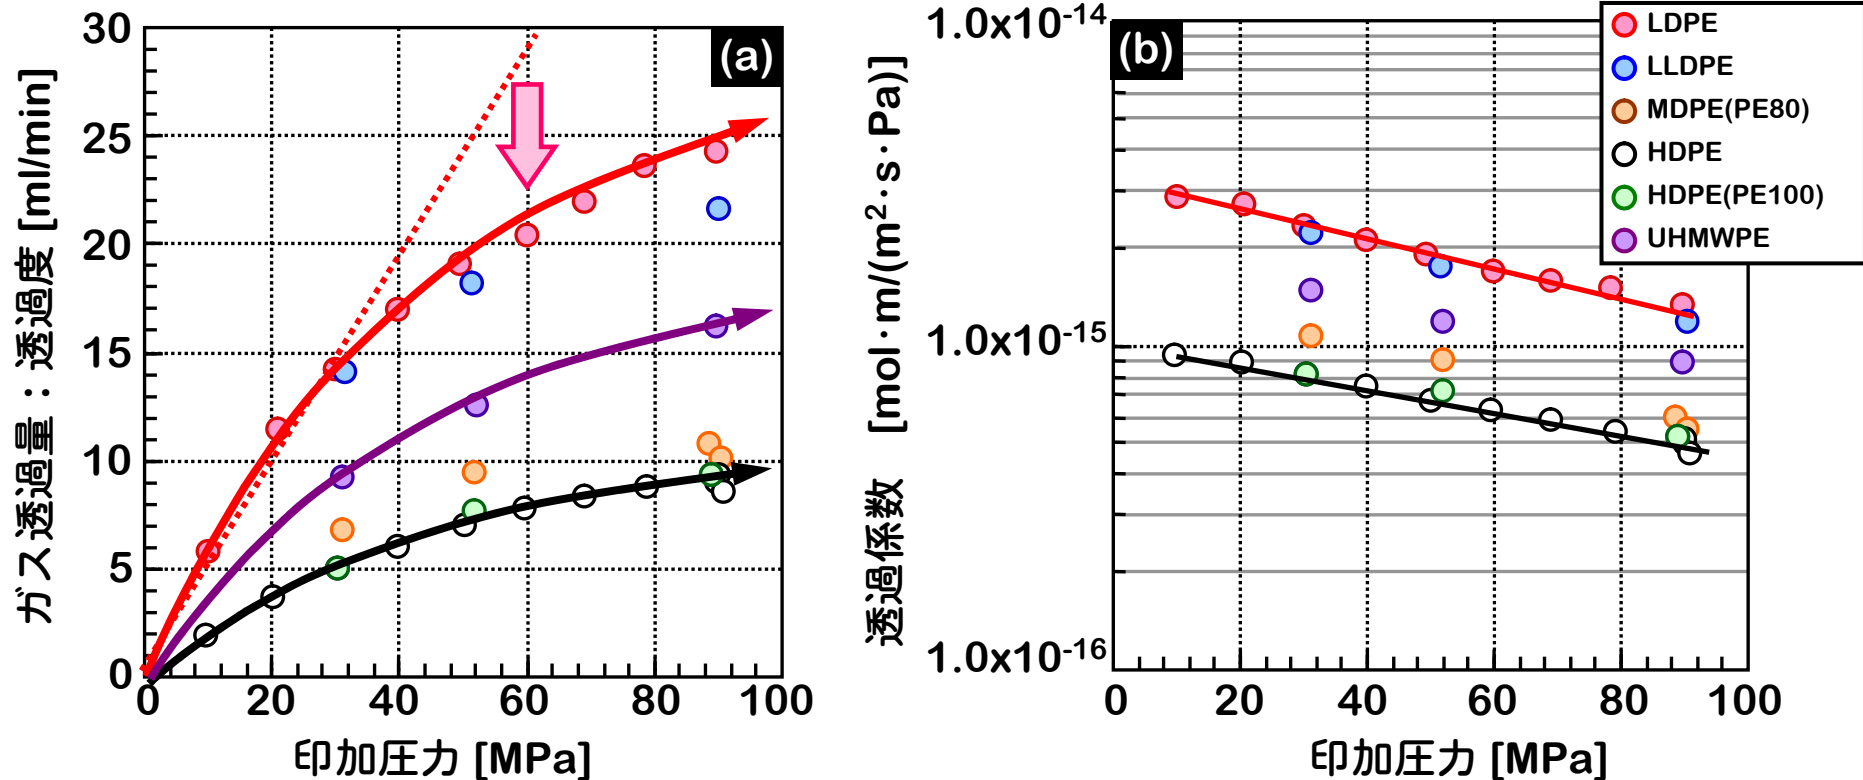 (a)
30
25
20
15
10
5
0
0 20 40 60 80 100
ガス透過量：透過度 [ml/min]
印加圧力 [MPa]
(b)
1.0x10-14
1.0x10-15
1.0x10-16
0 20 40 60 80 100
透過係数 [mol･m/(m2･s･Pa)]
印加圧力 [MPa]
LDPE
LLDPE
MDPE(PE80)
HDPE
HDPE(PE100)
UHMWPE